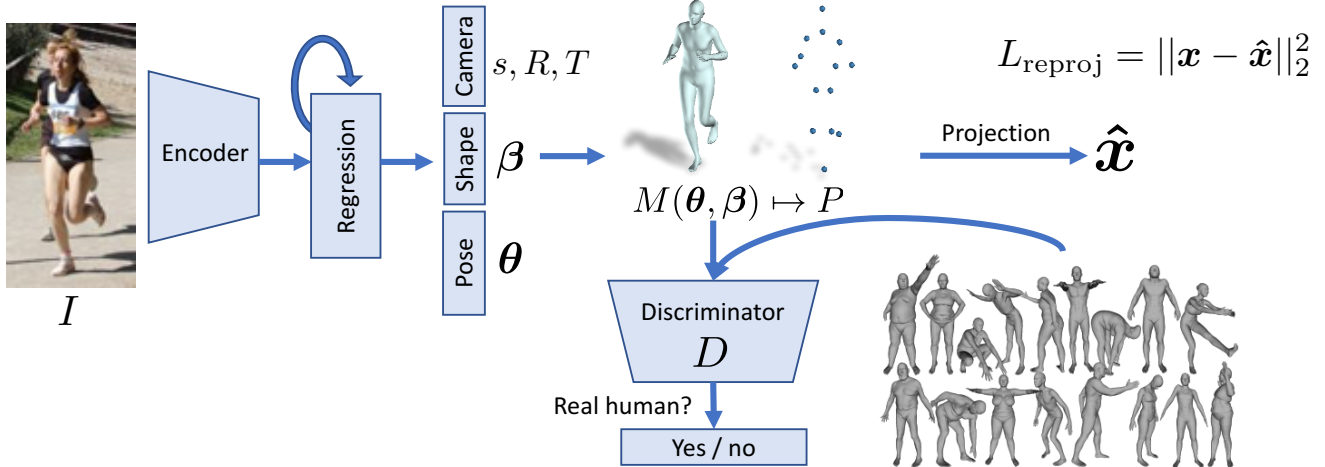 I
Encoder
Regression
Camera
s, R, T
Shape
β
Pose
θ
M(θ, β) ↦ P
L_reproj = ||x − x̂||₂²
Projection
x̂
Discriminator
D
Real human?
Yes / no